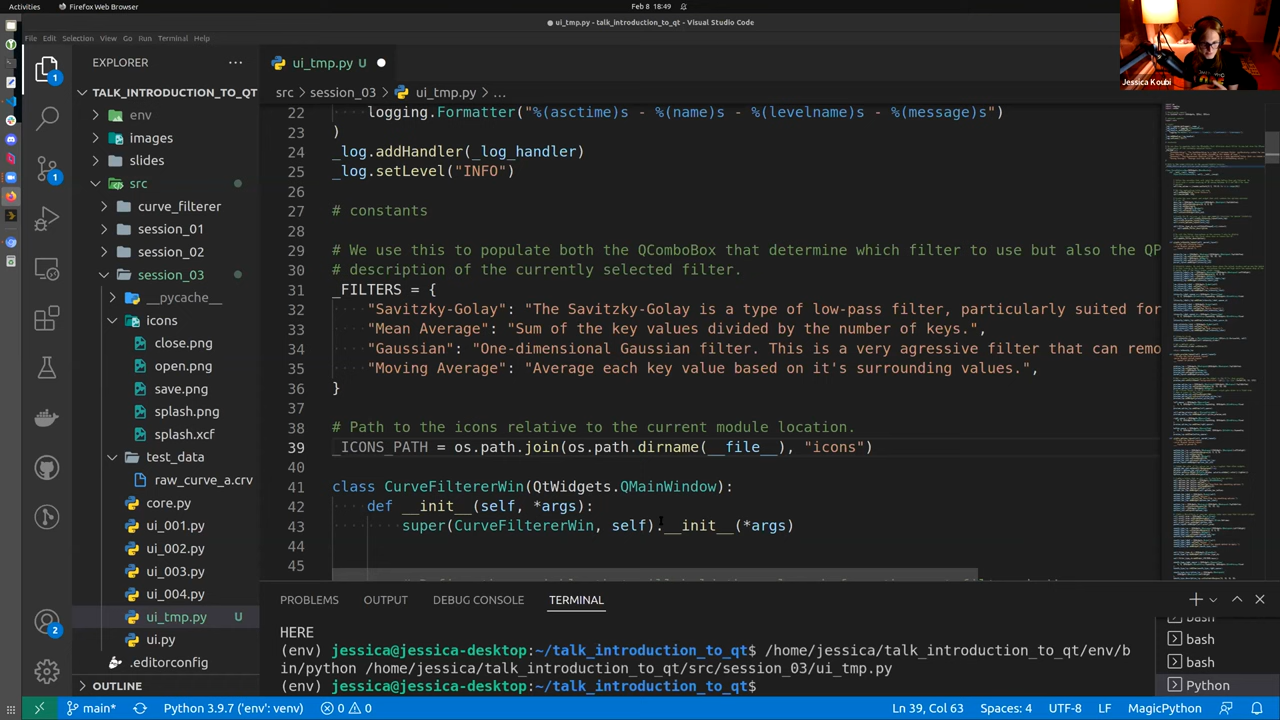 Activities
Firefox Web Browser
Feb 8 18:49
ui_tmp.py - talk_introduction_to_qt - Visual Studio Code
File Edit Selection View Go Run Terminal Help
Jessica Koubi
EXPLORER
TALK_INTRODUCTION_TO_QT
env
images
slides
src
curve_filterer
session_01
session_02
session_03
__pycache__
icons
close.png
open.png
save.png
splash.png
splash.xcf
test_data
raw_curve_a.crv
core.py
ui_001.py
ui_002.py
ui_003.py
ui_004.py
ui_tmp.py U
ui.py
.editorconfig
OUTLINE
ui_tmp.py
src > session_03 > ui_tmp.py > ...
22 logging.Formatter("%(asctime)s - %(name)s - %(levelname)s - %(message)s")
23 )
24 _log.addHandler(con_handler)
25 _log.setLevel("INFO")
26
27 # Constants
28
29 # We use this to create both the QComboBox that determine which Filter to use but also the QP
30 # description of the currently selected filter.
31 FILTERS = {
32 "Savitzky Golay": "The Savitzky Golay is a type of low-pass filter, particularly suited for
33 "Mean Average": "Sum of the key values divided by the number of keys.",
34 "Gaussian": "One-dimensional Gaussian filter. This is a very agressive filter that can remo
35 "Moving Average": "Average each key value based on it's surrounding values.",
36 }
37
38 # Path to the icons relative to the current module location.
39 ICONS_PATH = os.path.join(os.path.dirname(__file__), "icons")
40
41 class CurveFiltererWin(QtWidgets.QMainWindow):
42 def __init__(self, *args):
43 super(CurveFiltererWin, self).__init__(*args)
44
45
PROBLEMS OUTPUT DEBUG CONSOLE TERMINAL
HERE
(env) jessica@jessica-desktop:~/talk_introduction_to_qt$ /home/jessica/talk_introduction_to_qt/env/b
in/python /home/jessica/talk_introduction_to_qt/src/session_03/ui_tmp.py
(env) jessica@jessica-desktop:~/talk_introduction_to_qt$
bash
bash
bash
Python
main* Python 3.9.7 ('env': venv) 0 0 Ln 39, Col 63 Spaces: 4 UTF-8 LF MagicPython